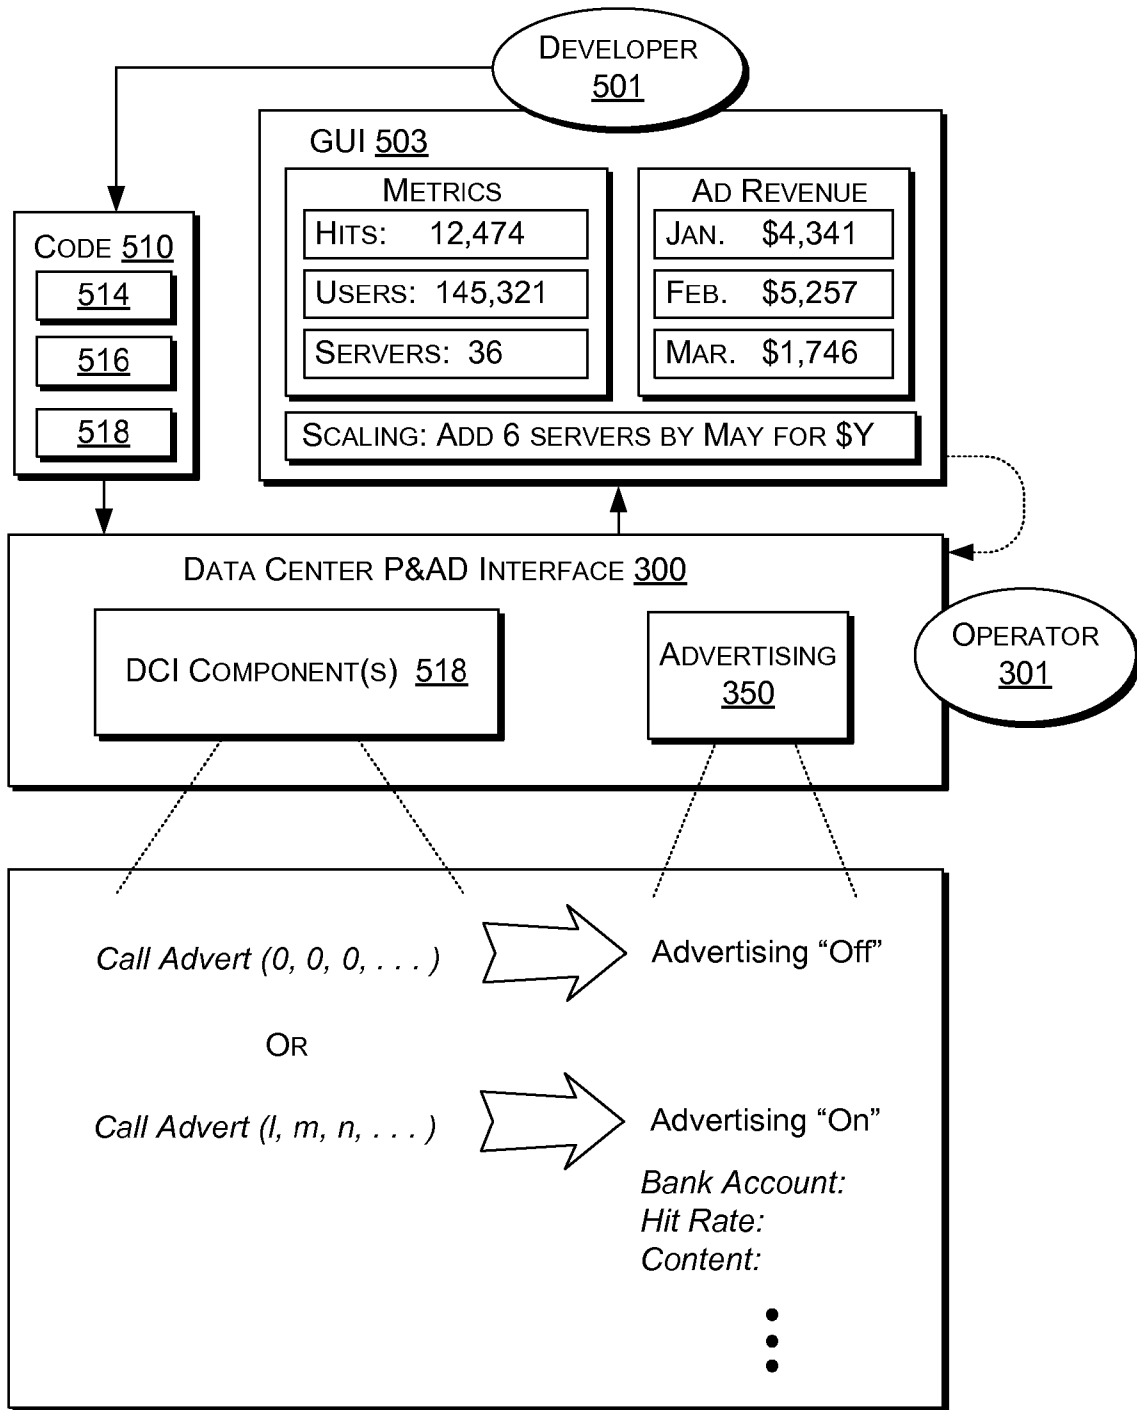 DEVELOPER
501
GUI 503
METRICS
HITS: 12,474
USERS: 145,321
SERVERS: 36
AD REVENUE
JAN. $4,341
FEB. $5,257
MAR. $1,746
SCALING: ADD 6 SERVERS BY MAY FOR $Y
CODE 510
514
516
518
DATA CENTER P&AD INTERFACE 300
DCI COMPONENT(S) 518
ADVERTISING
350
OPERATOR
301
Call Advert (0, 0, 0, . . . )
Advertising “Off”
OR
Call Advert (l, m, n, . . . )
Advertising “On”
Bank Account:
Hit Rate:
Content: